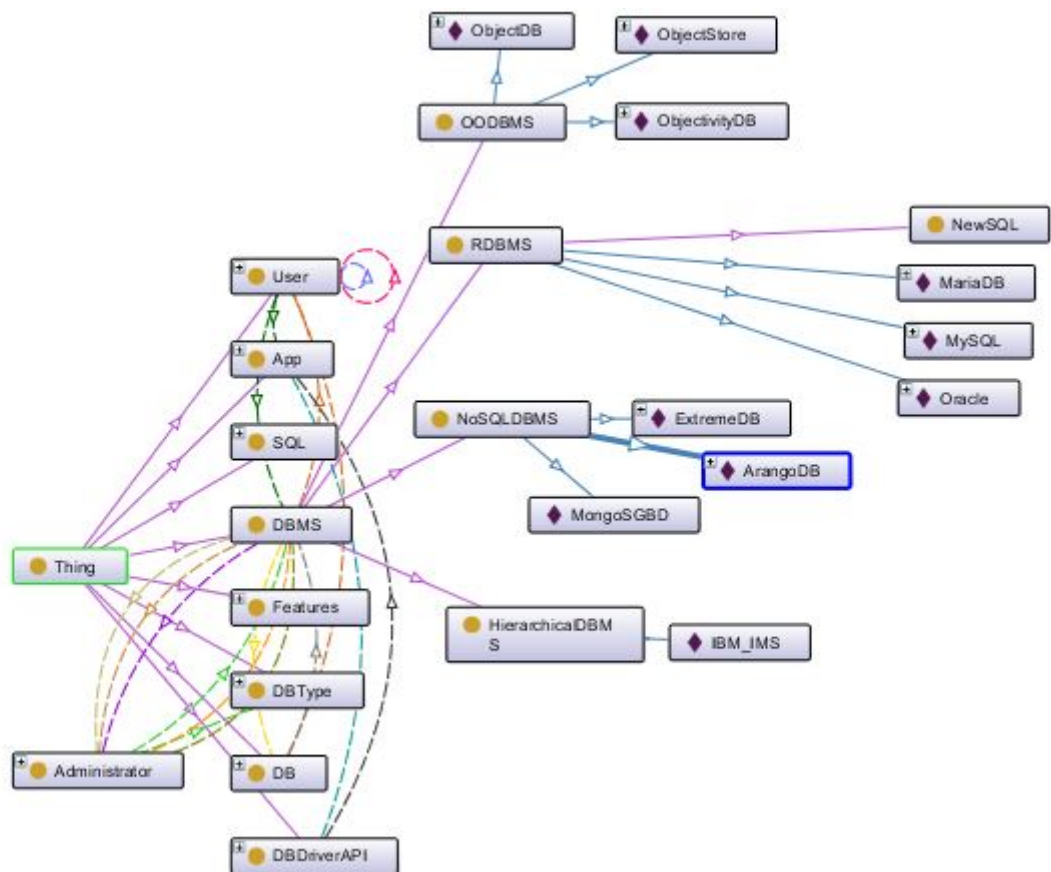 ObjectDB
ObjectStore
OODBMS
ObjectivityDB
RDBMS
NewSQL
User
MariaDB
App
MySQL
Oracle
NoSQLDBMS
ExtremeDB
SQL
ArangoDB
MongoSGBD
DBMS
Thing
Features
HierarchicalDBM
S
IBM_IMS
DBType
Administrator
DB
DBDriverAPI